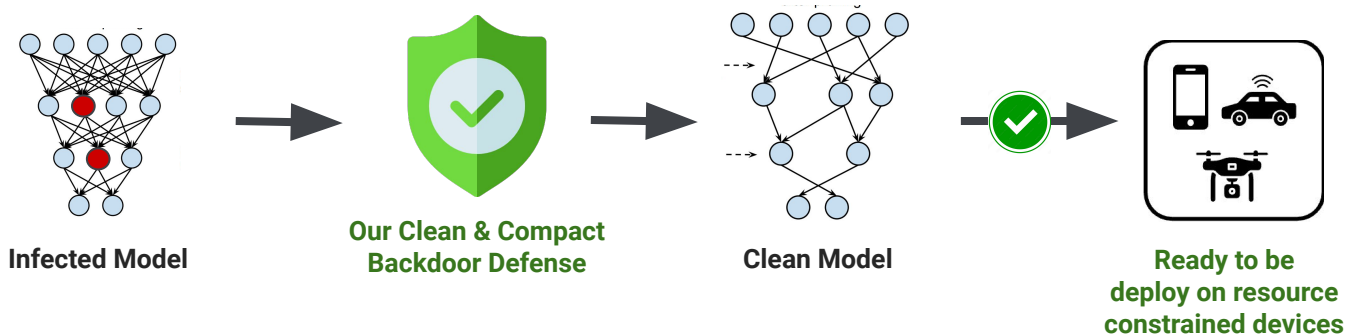 Infected Model
Our Clean & Compact
Backdoor Defense
Clean Model
Ready to be
deploy on resource
constrained devices